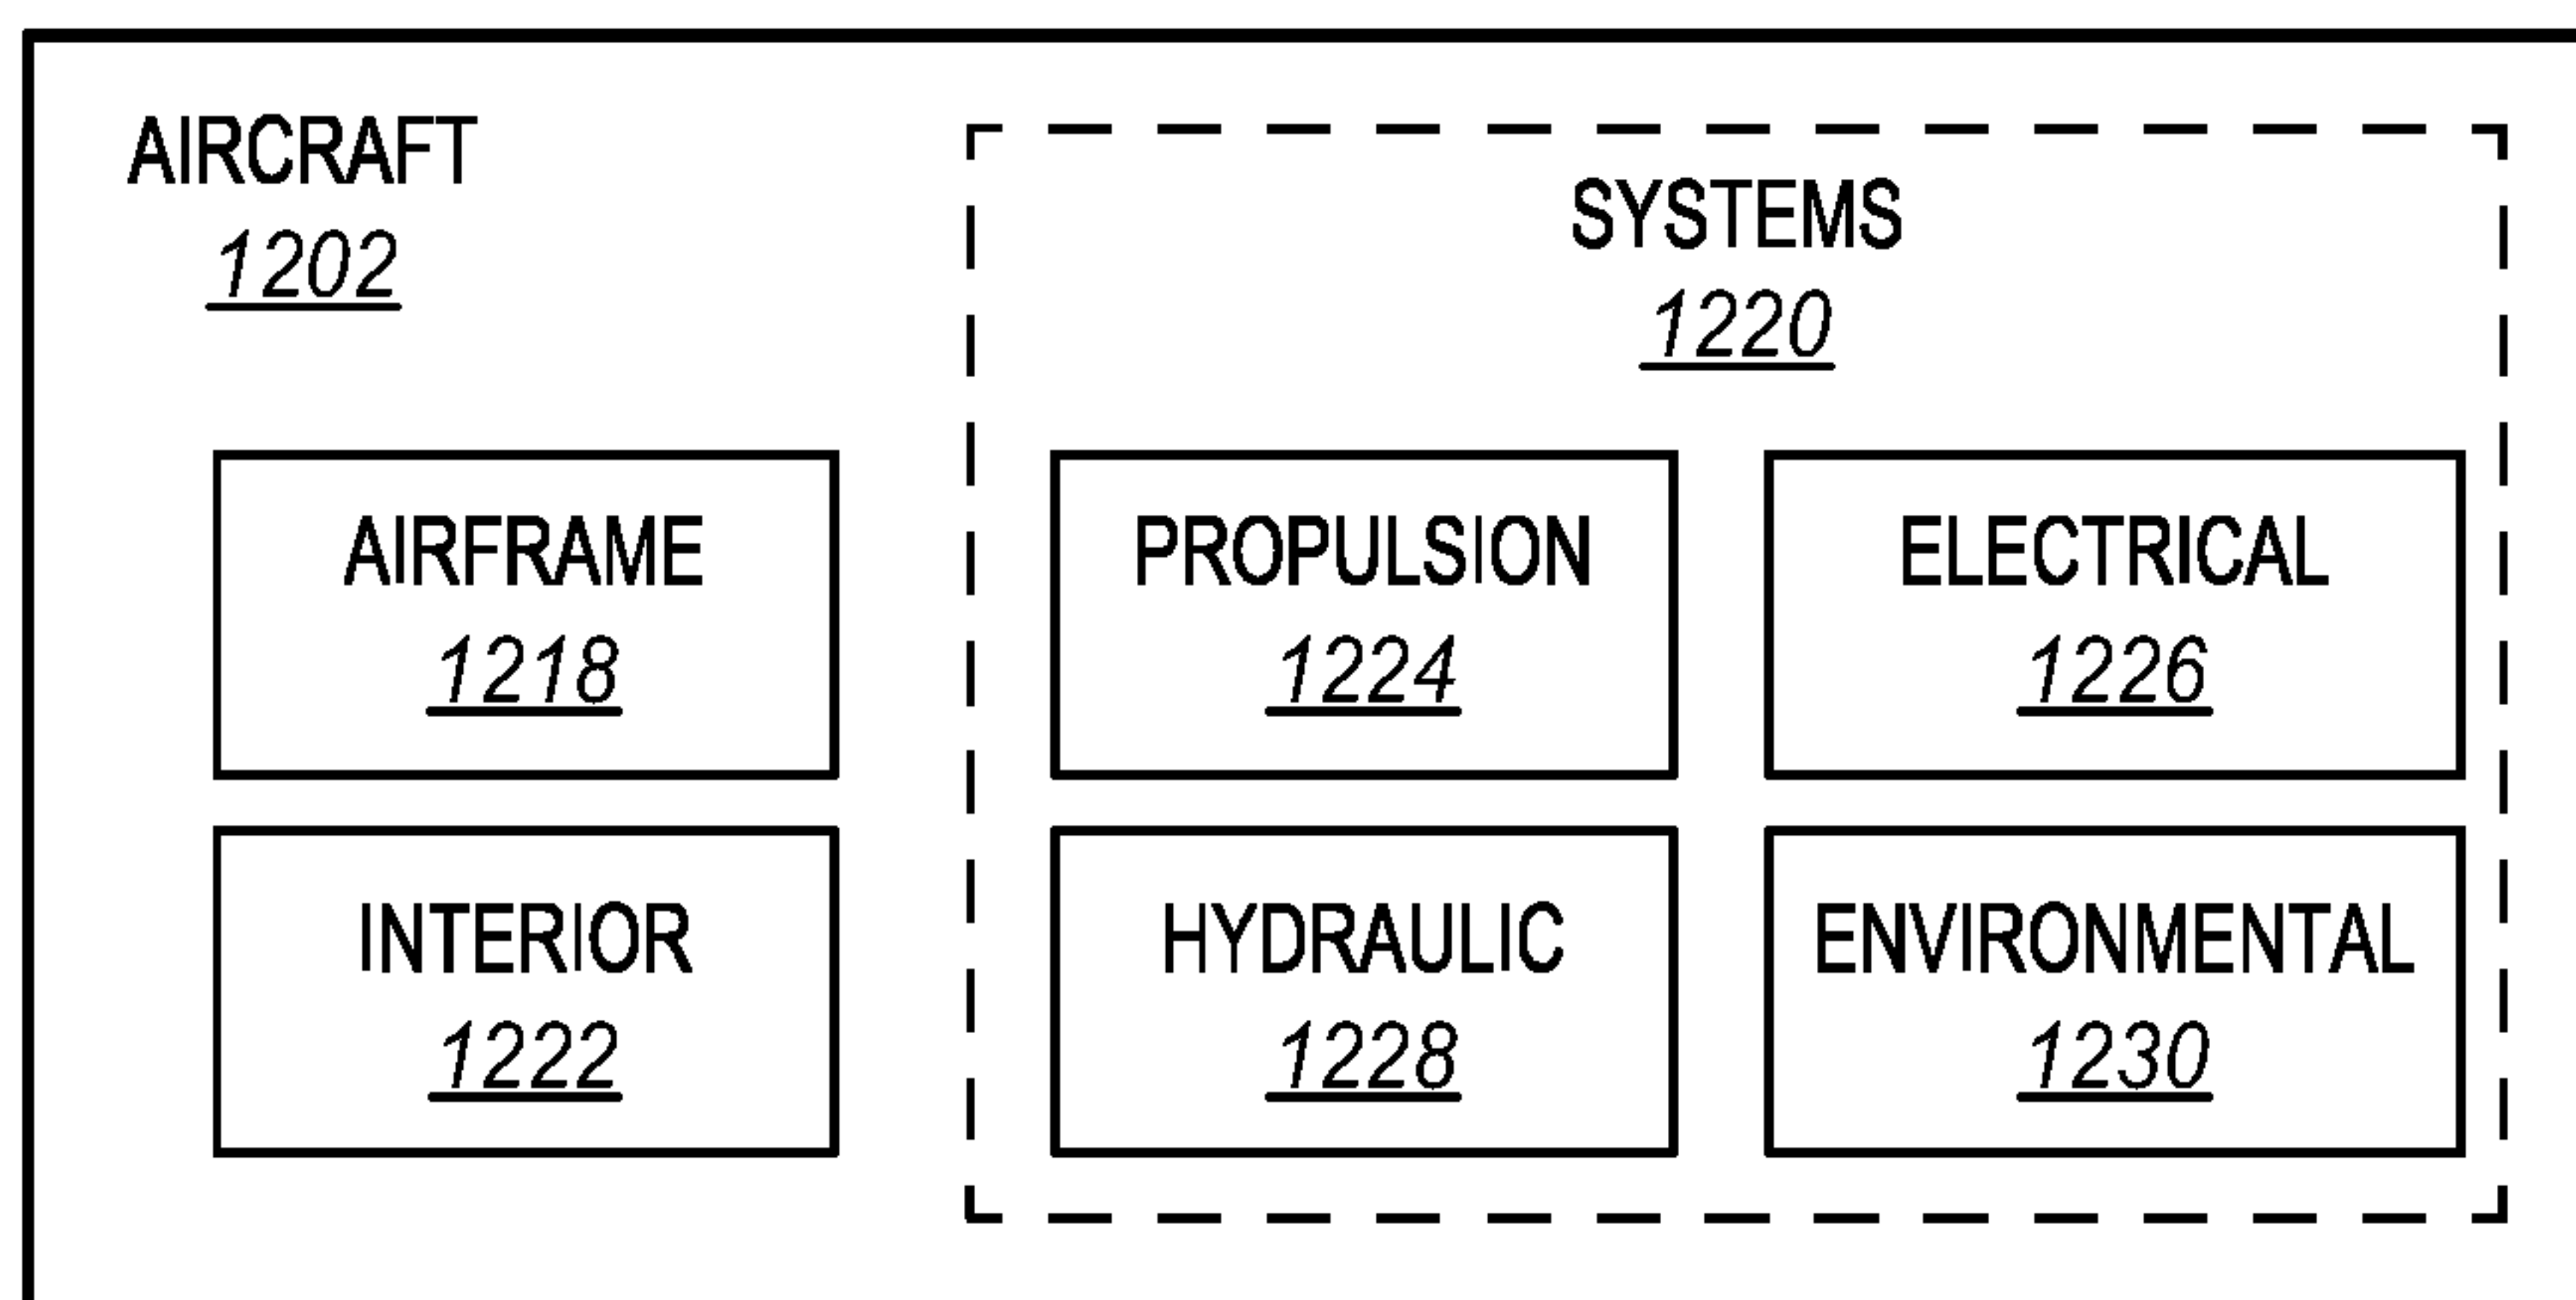 AIRCRAFT
1202
SYSTEMS
1220
AIRFRAME
1218
PROPULSION
1224
ELECTRICAL
1226
INTERIOR
1222
HYDRAULIC
1228
ENVIRONMENTAL
1230